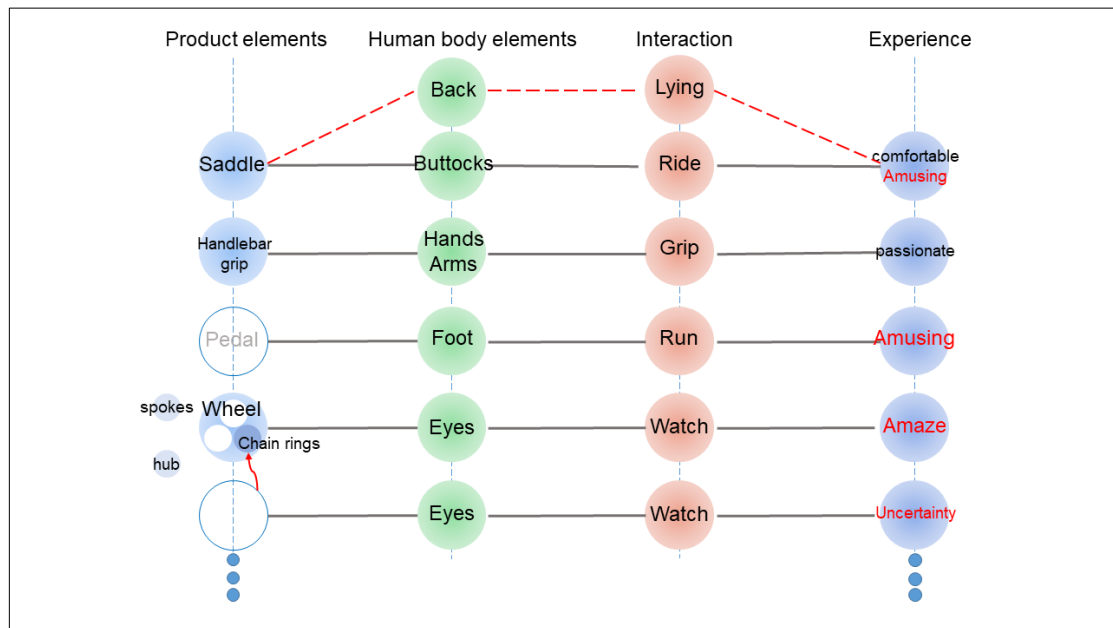 Product elements Human body elements Interaction Experience
Back Lying
Saddle Buttocks Ride comfortable
Amusing
Handlebar
grip
Hands
Arms
Grip passionate
Pedal Foot Run Amusing
spokes Wheel Eyes Watch Amaze
Chain rings
hub
Eyes Watch Uncertainty